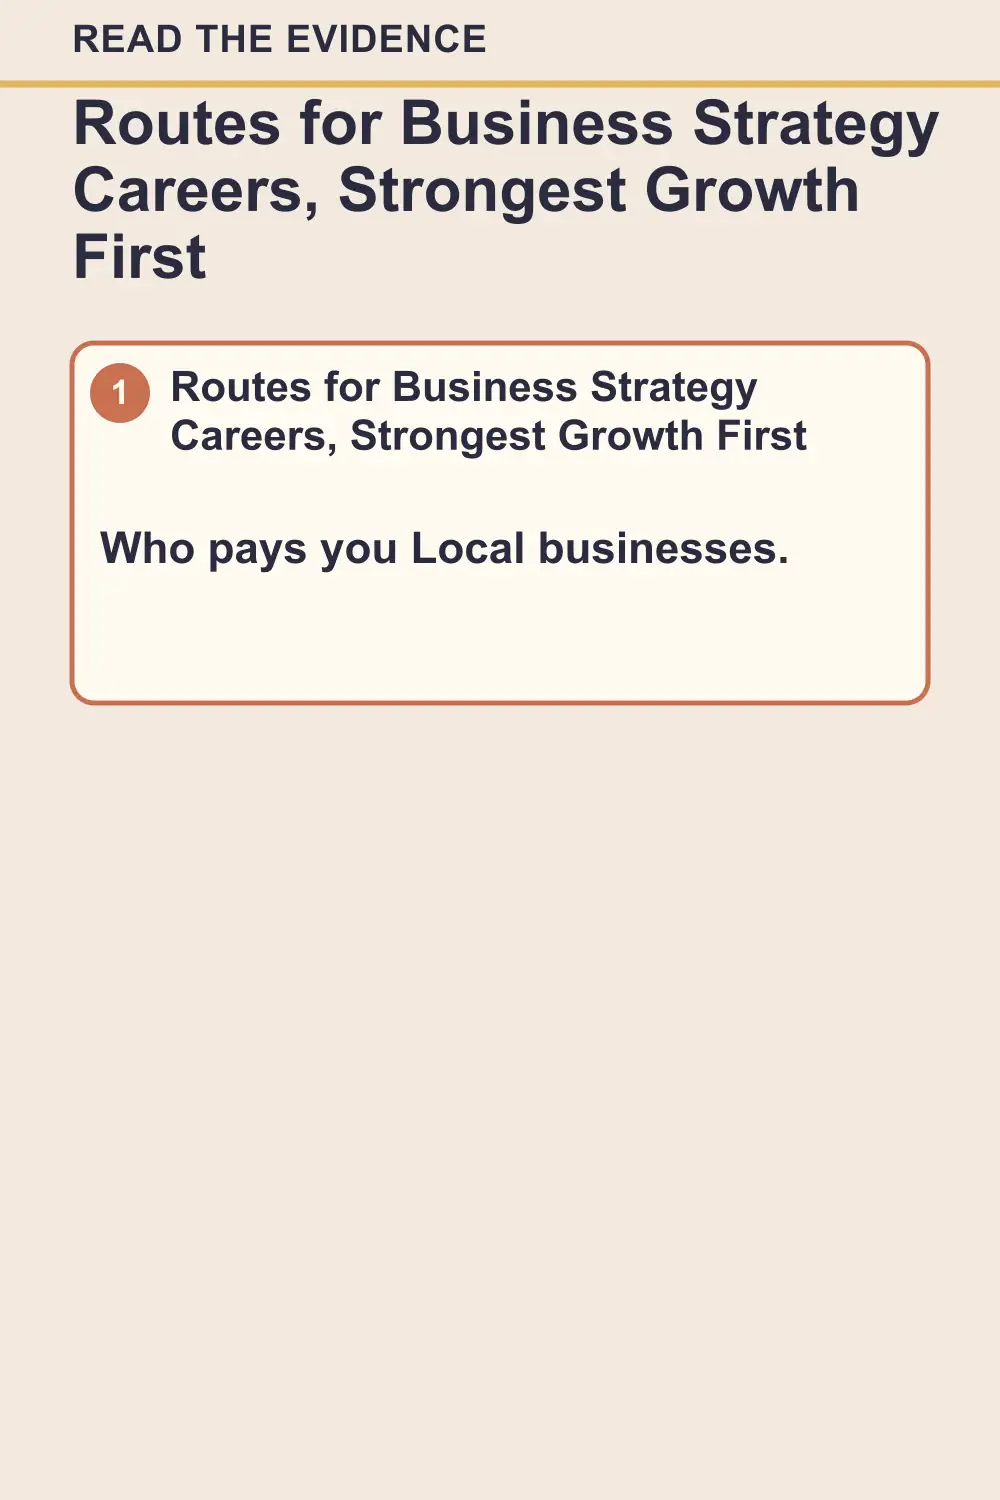 READ THE EVIDENCE
Routes for Business Strategy
Careers, Strongest Growth
First
1
Routes for Business Strategy
Careers, Strongest Growth First
Who pays you Local businesses.